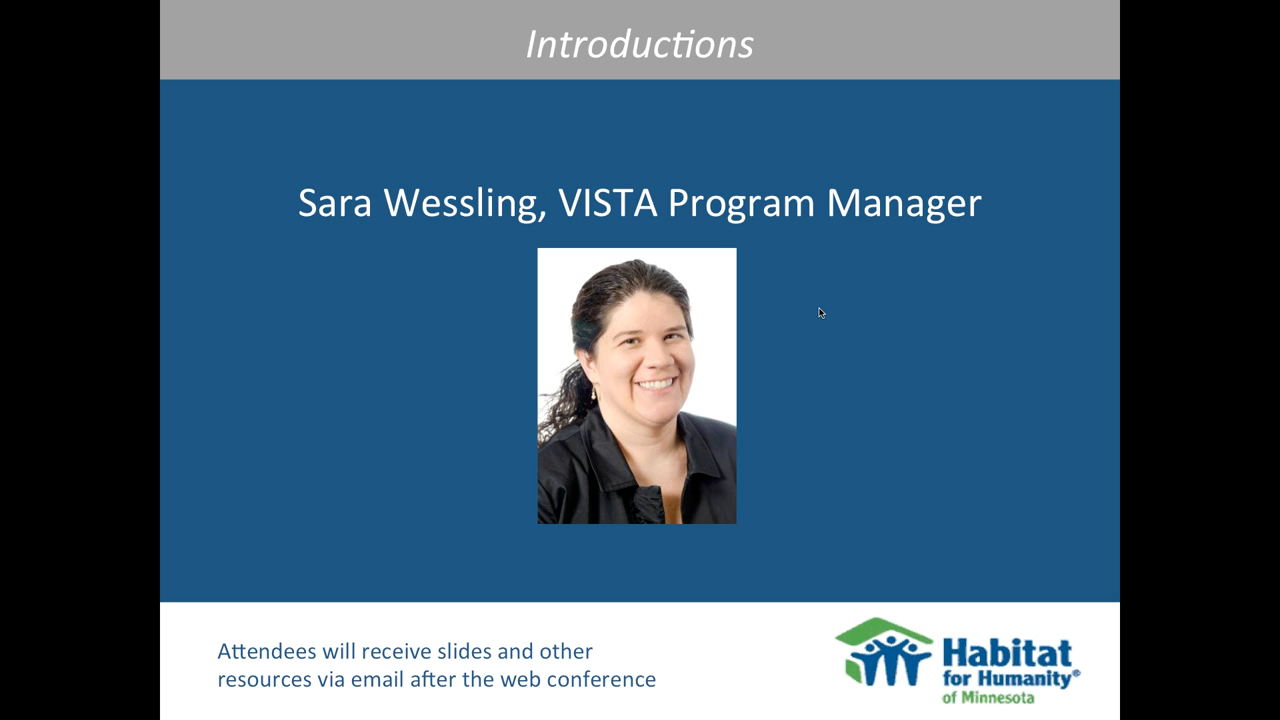 Introductions
Sara Wessling, VISTA Program Manager
Attendees will receive slides and other
resources via email after the web conference
Habitat
for Humanity®
of Minnesota